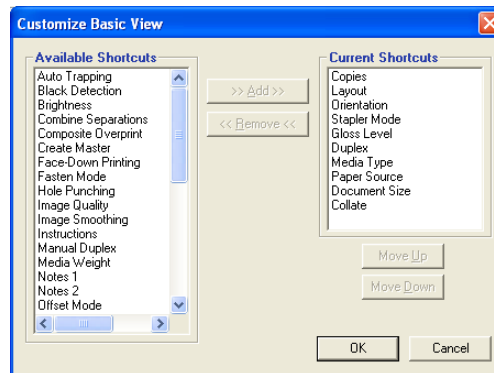 Customize Basic View
Available Shortcuts
Auto Trapping
Black Detection
Brightness
Combine Separations
Composite Overprint
Create Master
Face-Down Printing
Fasten Mode
Hole Punching
Image Quality
Image Smoothing
Instructions
Manual Duplex
Media Weight
Notes 1
Notes 2
Offset Mode
>> Add >>
<< Remove <<
Current Shortcuts
Copies
Layout
Orientation
Stapler Mode
Gloss Level
Duplex
Media Type
Paper Source
Document Size
Collate
Move Up
Move Down
OK
Cancel